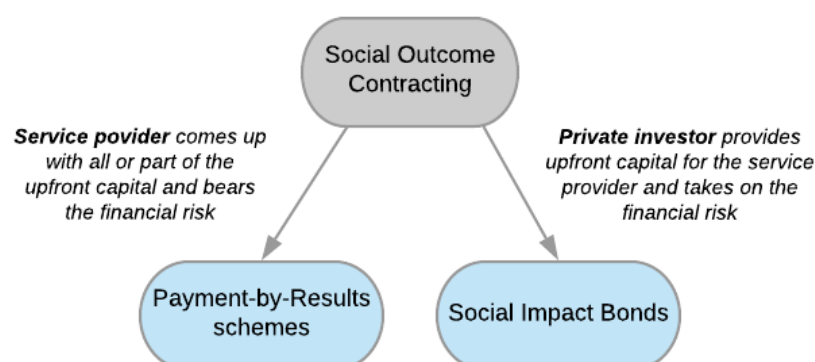 Social Outcome
Contracting
Service povider comes up
with all or part of the
upfront capital and bears
the financial risk
Private investor provides
upfront capital for the service
provider and takes on the
financial risk
Payment-by-Results
schemes
Social Impact Bonds